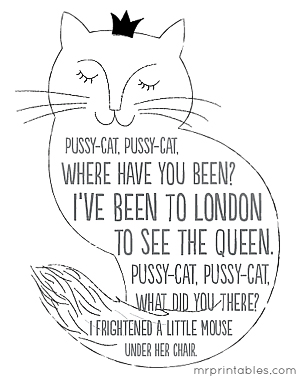 PUSSY-CAT, PUSSY-CAT,
WHERE HAVE YOU BEEN?
I'VE BEEN TO LONDON
TO SEE THE QUEEN.
PUSSY-CAT, PUSSY-CAT,
WHAT DID YOU THERE?
I FRIGHTENED A LITTLE MOUSE
UNDER HER CHAIR.
mrprintables.com